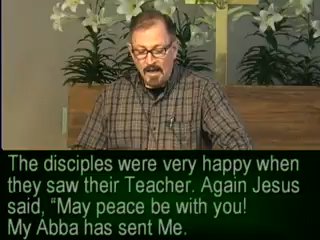 The disciples were very happy when
they saw their Teacher. Again Jesus
said, “May peace be with you!
My Abba has sent Me.